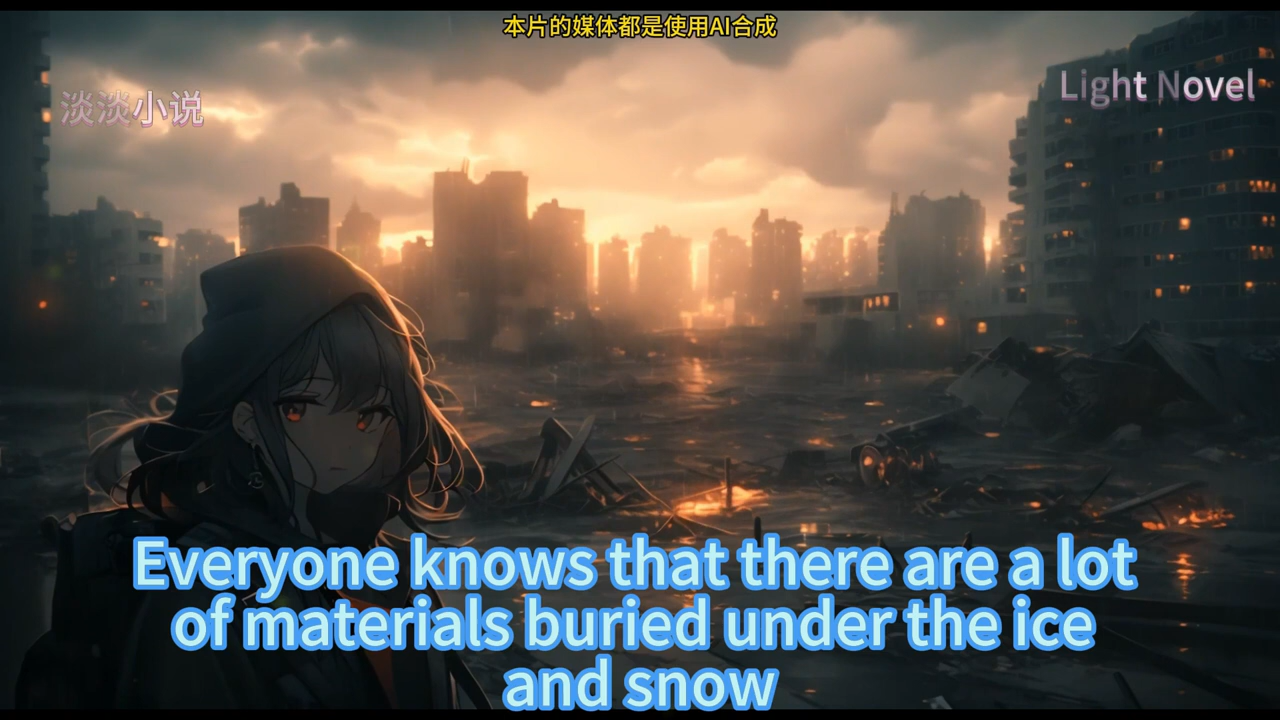 本片的媒体都是使用AI合成
淡淡小说
Light Novel
Everyone knows that there are a lot
of materials buried under the ice
and snow